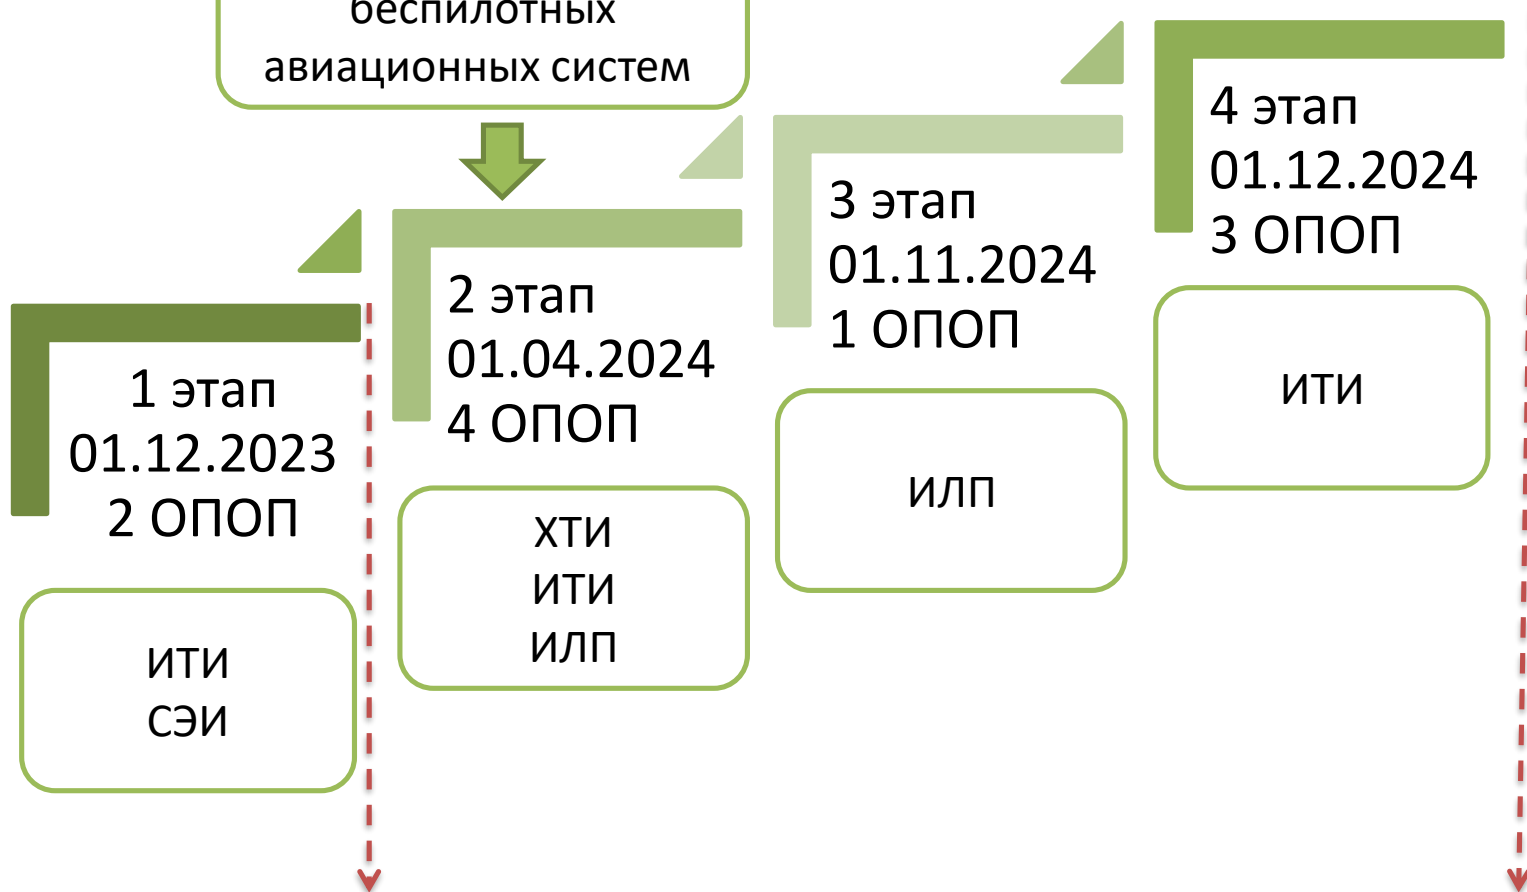 беспилотных
авиационных систем
1 этап
01.12.2023
2 ОПОП
ИТИ
СЭИ
2 этап
01.04.2024
4 ОПОП
ХТИ
ИТИ
ИЛП
3 этап
01.11.2024
1 ОПОП
ИЛП
4 этап
01.12.2024
3 ОПОП
ИТИ